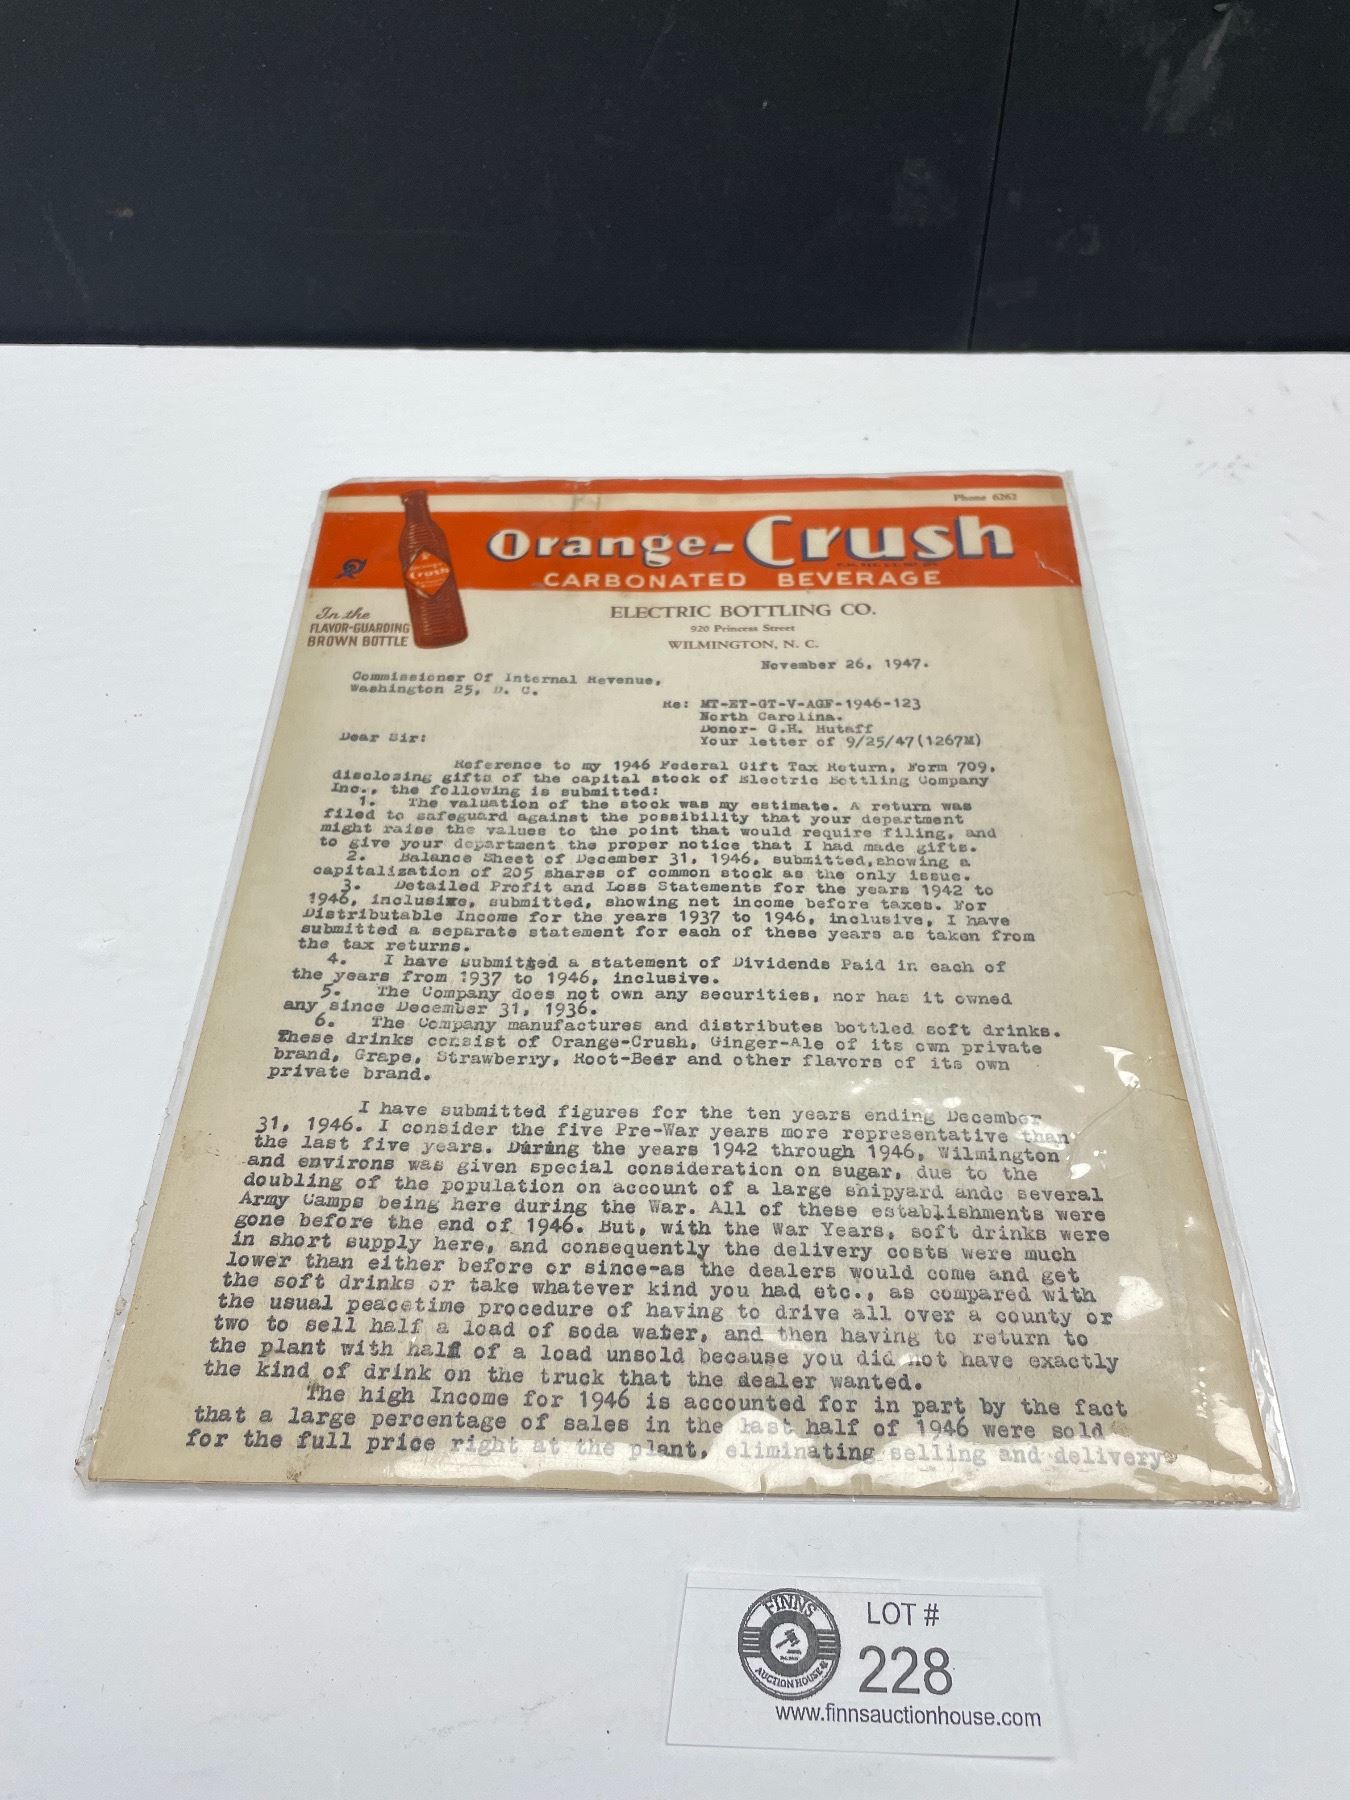 Phone 6262
Orange-Crush
CARBONATED BEVERAGE
Orange-
Crush
In the
FLAVOR-GUARDING
BROWN BOTTLE
ELECTRIC BOTTLING CO.
920 Princess Street
WILMINGTON, N. C.
November 26, 1947.
Commissioner Of Internal Revenue,
Washington 25, D. C.
Re: MT-ET-GT-V-AGF-1946-123
North Carolina.
Donor- G.H. Hutaff
Your letter of 9/25/47(1267M)
Dear Sir:
Reference to my 1946 Federal Gift Tax Return, Form 709,
disclosing gifts of the capital stock of Electric Bottling Company
Inc., the following is submitted:
1. The valuation of the stock was my estimate. A return was
filed to safeguard against the possibility that your department
might raise the values to the point that would require filing, and
to give your department the proper notice that I had made gifts.
2. Balance Sheet of December 31, 1946, submitted,showing a
capitalization of 205 shares of common stock as the only issue.
3. Detailed Profit and Loss Statements for the years 1942 to
1946, inclusive, submitted, showing net income before taxes. For
Distributable Income for the years 1937 to 1946, inclusive, I have
submitted a separate statement for each of these years as taken from
the tax returns.
4. I have submitted a statement of Dividends Paid in each of
the years from 1937 to 1946, inclusive.
5. The Company does not own any securities, nor has it owned
any since December 31, 1936.
6. The Company manufactures and distributes bottled soft drinks.
These drinks consist of Orange-Crush, Ginger-Ale of its own private
brand, Grape, Strawberry, Root-Beer and other flavors of its own
private brand.
I have submitted figures for the ten years ending December
31, 1946. I consider the five Pre-War years more representative than
the last five years. During the years 1942 through 1946, Wilmington
and environs was given special consideration on sugar, due to the
doubling of the population on account of a large shipyard andc several
Army Camps being here during the War. All of these establishments were
gone before the end of 1946. But, with the War Years, soft drinks were
in short supply here, and consequently the delivery costs were much
lower than either before or since-as the dealers would come and get
the soft drinks or take whatever kind you had etc., as compared with
the usual peacetime procedure of having to drive all over a county or
two to sell half a load of soda water, and then having to return to
the plant with half of a load unsold because you did not have exactly
the kind of drink on the truck that the dealer wanted.
The high Income for 1946 is accounted for in part by the fact
that a large percentage of sales in the last half of 1946 were sold
for the full price right at the plant, eliminating selling and delivery
FINNS
AUCTION HOUSE
LOT #
228
www.finnsauctionhouse.com